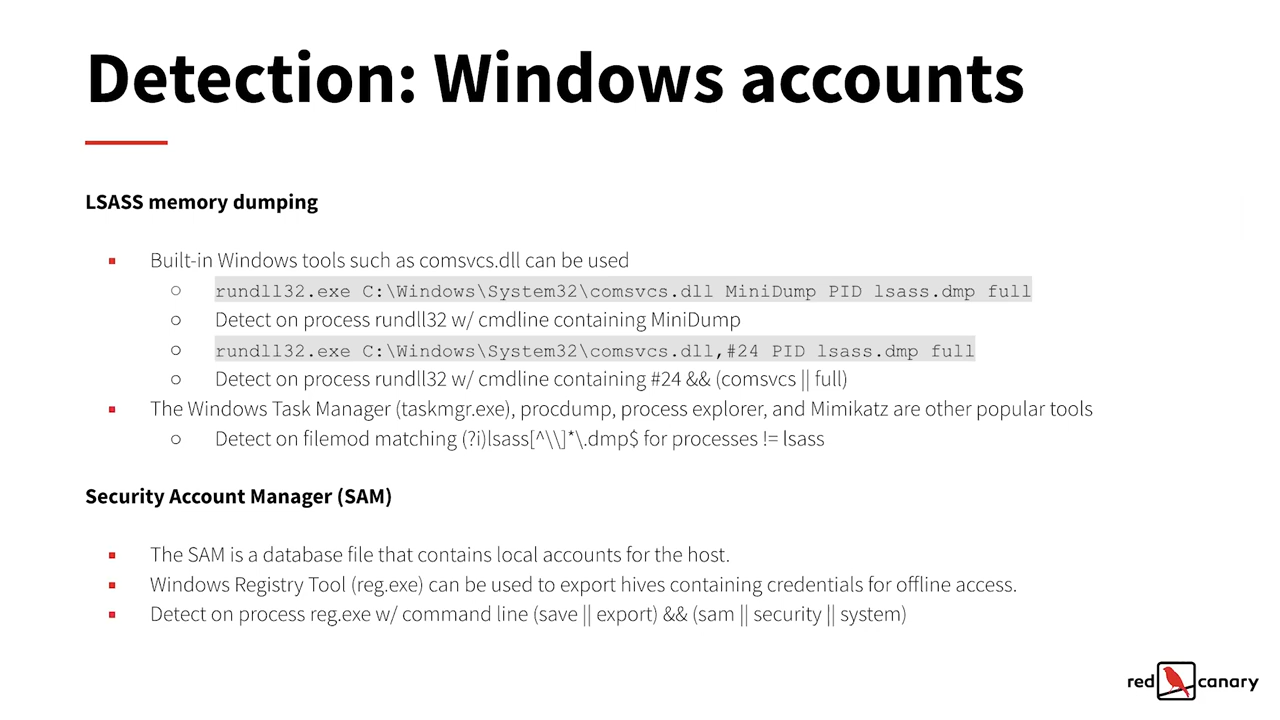 Detection: Windows accounts
LSASS memory dumping
▪ Built-in Windows tools such as comsvcs.dll can be used
○ rundll32.exe C:\Windows\System32\comsvcs.dll MiniDump PID lsass.dmp full
○ Detect on process rundll32 w/ cmdline containing MiniDump
○ rundll32.exe C:\Windows\System32\comsvcs.dll,#24 PID lsass.dmp full
○ Detect on process rundll32 w/ cmdline containing #24 && (comsvcs || full)
▪ The Windows Task Manager (taskmgr.exe), procdump, process explorer, and Mimikatz are other popular tools
○ Detect on filemod matching (?i)lsass[^\\]*\.dmp$ for processes != lsass
Security Account Manager (SAM)
▪ The SAM is a database file that contains local accounts for the host.
▪ Windows Registry Tool (reg.exe) can be used to export hives containing credentials for offline access.
▪ Detect on process reg.exe w/ command line (save || export) && (sam || security || system)
red canary